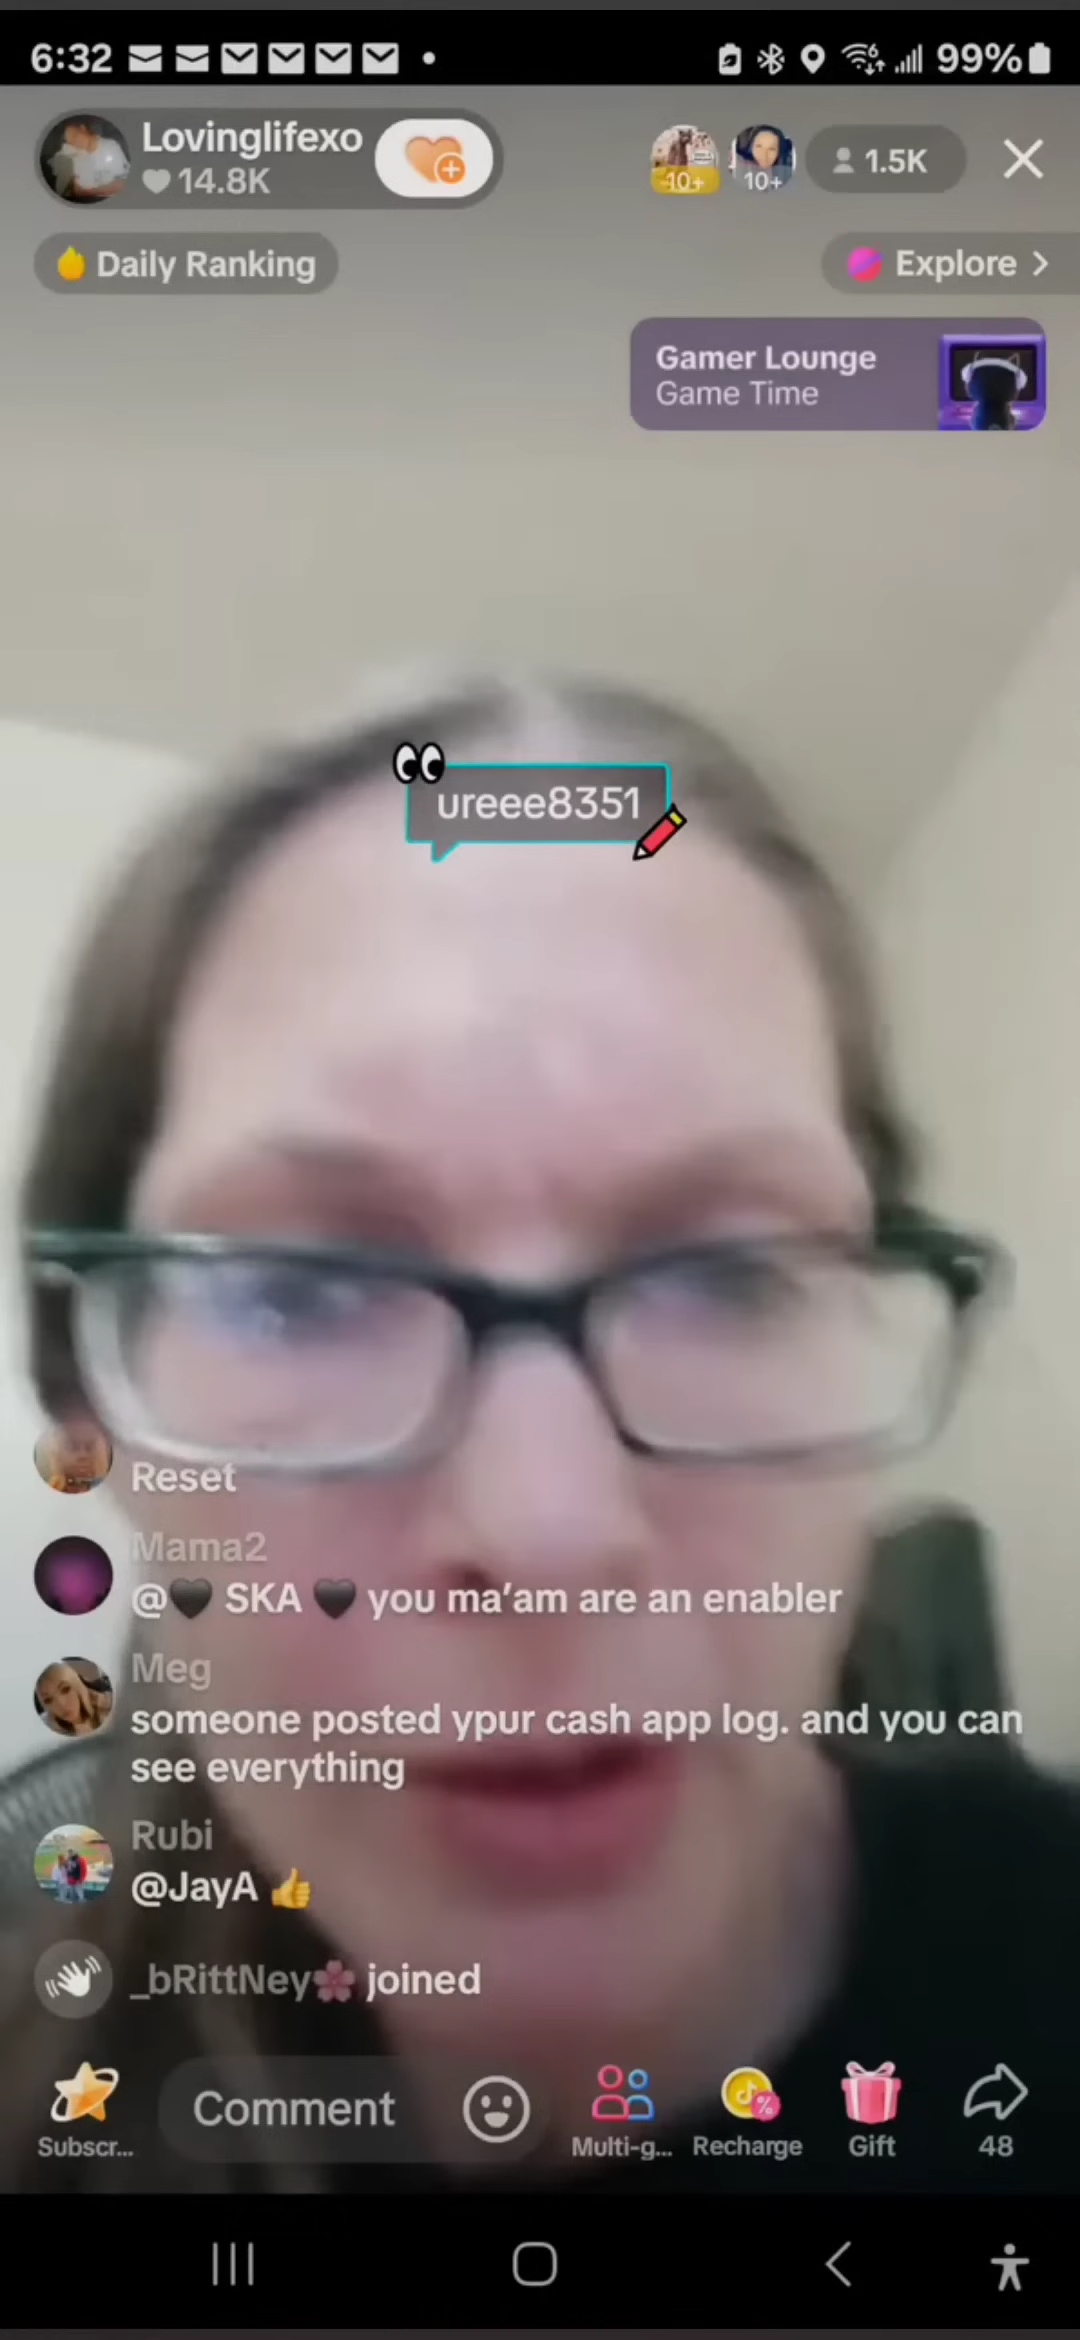 6:32
99%
Lovinglifexo
14.8K
10+
10+
1.5K
Daily Ranking
Explore
Gamer Lounge
Game Time
ureee8351
Reset
Mama2
@🖤 SKA 🖤 you ma’am are an enabler
Meg
someone posted ypur cash app log. and you can
see everything
Rubi
@JayA 👍
_bRittNey🌸 joined
Subscr...
Comment
Multi-g...
Recharge
Gift
48